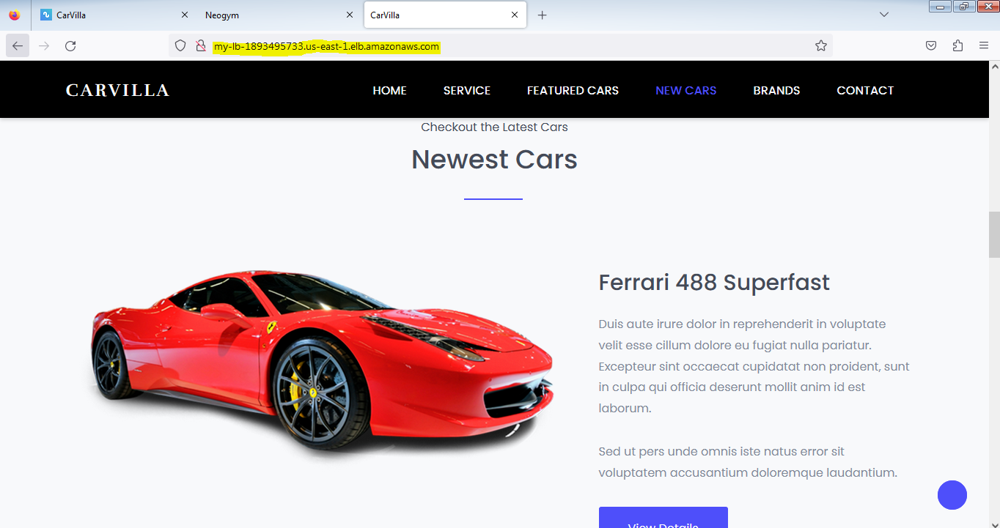 CarVilla
Neogym
CarVilla
my-lb-1893495733.us-east-1.elb.amazonaws.com
CARVILLA
HOME
SERVICE
FEATURED CARS
NEW CARS
BRANDS
CONTACT
Checkout the Latest Cars
Newest Cars
Ferrari 488 Superfast
Duis aute irure dolor in reprehenderit in voluptate
velit esse cillum dolore eu fugiat nulla pariatur.
Excepteur sint occaecat cupidatat non proident, sunt
in culpa qui officia deserunt mollit anim id est
laborum.
Sed ut pers unde omnis iste natus error sit
voluptatem accusantium doloremque laudantium.
View Details